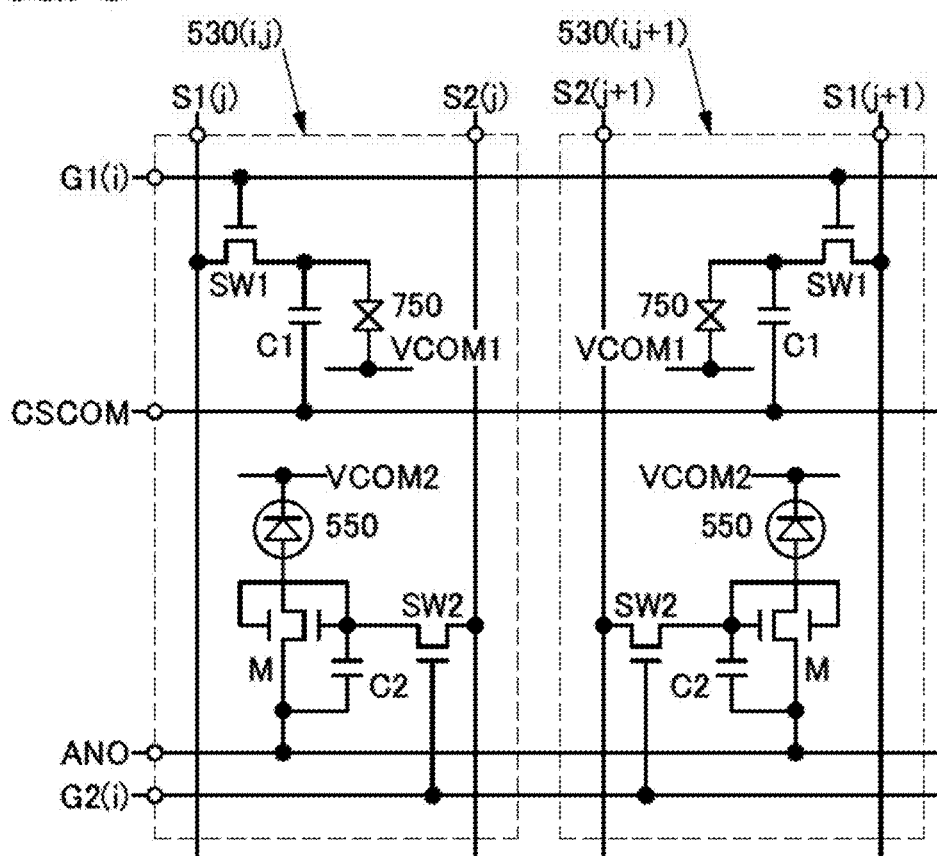 530(i,j) 530(i,j+1)
S1(j) S2(j) S2(j+1) S1(j+1)
G1(i)
SW1 SW1
750 750
C1 VCOM1 VCOM1 C1
CSCOM
VCOM2 VCOM2
550 550
SW2 SW2
M C2 C2 M
ANO
G2(i)